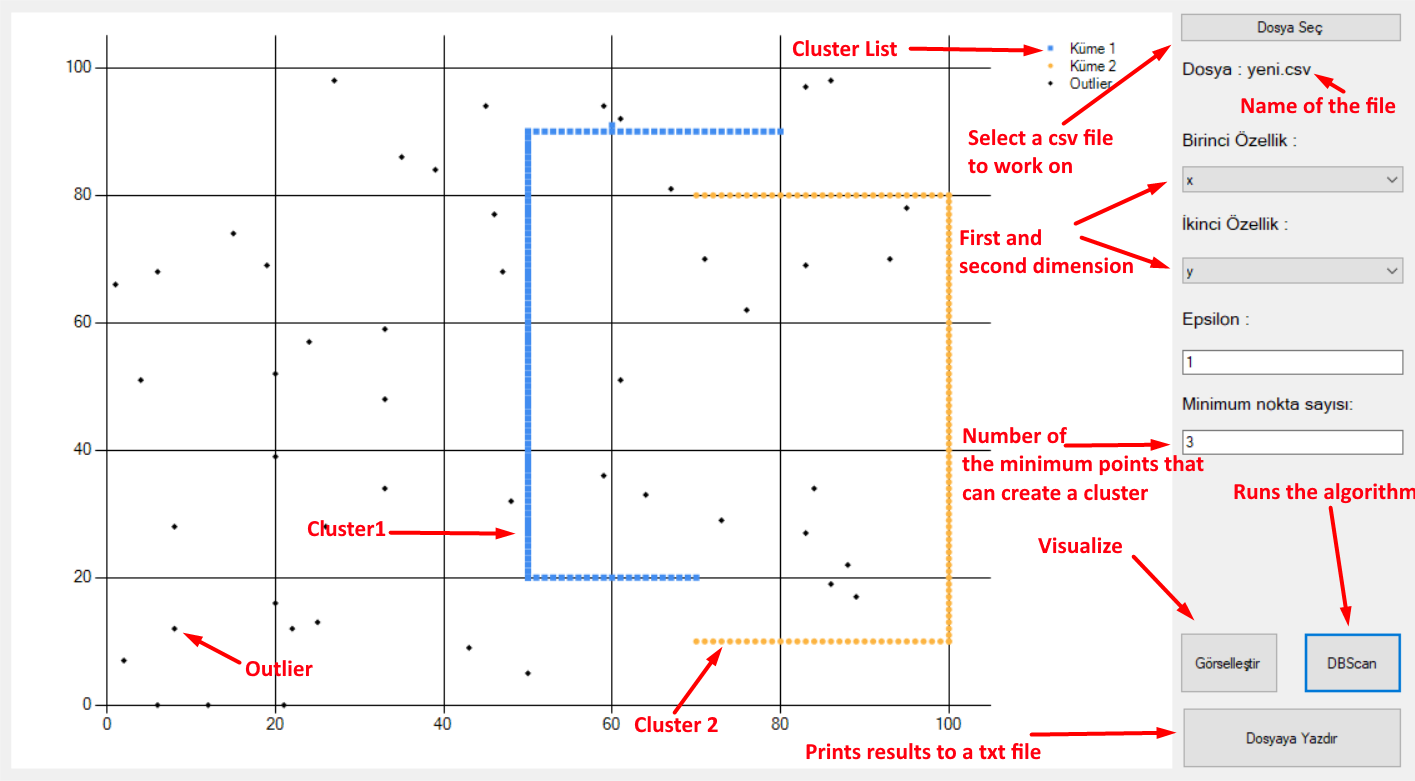 Cluster List
Küme 1
Küme 2
Outlier
Dosya Seç
Dosya : yeni.csv
Name of the file
Select a csv file
to work on
Birinci Özellik :
x
First and
second dimension
İkinci Özellik :
y
Epsilon :
1
Minimum nokta sayısı:
3
Number of
the minimum points that
can create a cluster
Runs the algorithm
Visualize
Görselleştir
DBScan
Dosyaya Yazdır
Prints results to a txt file
Cluster1
Outlier
Cluster 2
100
80
60
40
20
0
0 20 40 60 80 100